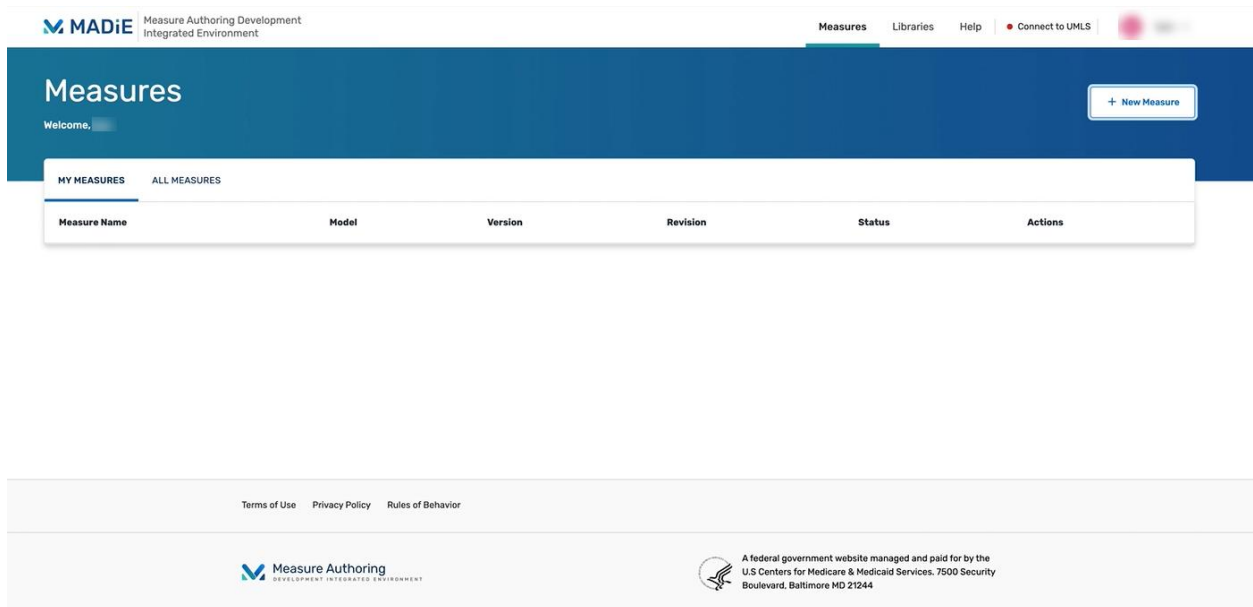 MADiE
Measure Authoring Development
Integrated Environment
Measures
Libraries
Help
Connect to UMLS
Measures
Welcome,
+ New Measure
MY MEASURES
ALL MEASURES
Measure Name
Model
Version
Revision
Status
Actions
Terms of Use
Privacy Policy
Rules of Behavior
Measure Authoring
DEVELOPMENT INTEGRATED ENVIRONMENT
A federal government website managed and paid for by the
U.S Centers for Medicare & Medicaid Services. 7500 Security
Boulevard, Baltimore MD 21244